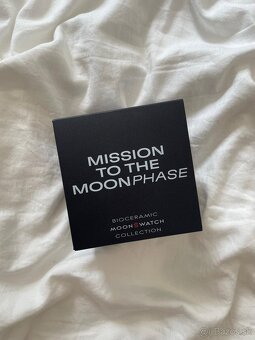 MISSION
TO THE
MOONPHASE
BIOCERAMIC
MOONSWATCH
COLLECTION